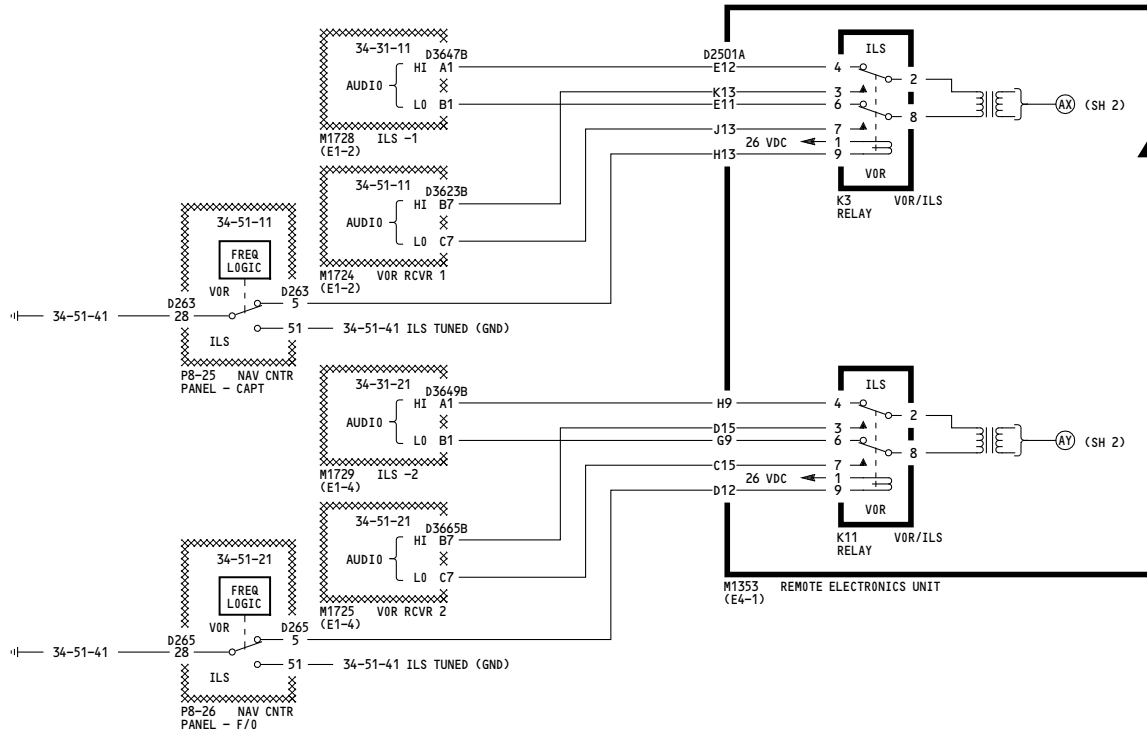 34-31-11
D3647B
HI A1
AUDIO
LO B1
M1728 ILS -1
(E1-2)
34-51-11
D3623B
HI B7
AUDIO
LO C7
M1724 VOR RCVR 1
(E1-2)
34-51-11
FREQ
LOGIC
VOR
D263
5
D263
28
34-51-41
51
34-51-41 ILS TUNED (GND)
ILS
P8-25 NAV CNTR
PANEL - CAPT
D2501A
E12
K13
E11
J13
H13
26 VDC
ILS
4
2
3
6
8
7
1
9
VOR
K3 VOR/ILS
RELAY
AX (SH 2)
34-31-21
D3649B
HI A1
AUDIO
LO B1
M1729 ILS -2
(E1-4)
34-51-21
D3665B
HI B7
AUDIO
LO C7
M1725 VOR RCVR 2
(E1-4)
34-51-21
FREQ
LOGIC
VOR
D265
5
D265
28
34-51-41
51
34-51-41 ILS TUNED (GND)
ILS
P8-26 NAV CNTR
PANEL - F/O
H9
D15
G9
C15
D12
26 VDC
ILS
4
2
3
6
8
7
1
9
VOR
K11 VOR/ILS
RELAY
AY (SH 2)
M1353 REMOTE ELECTRONICS UNIT
(E4-1)